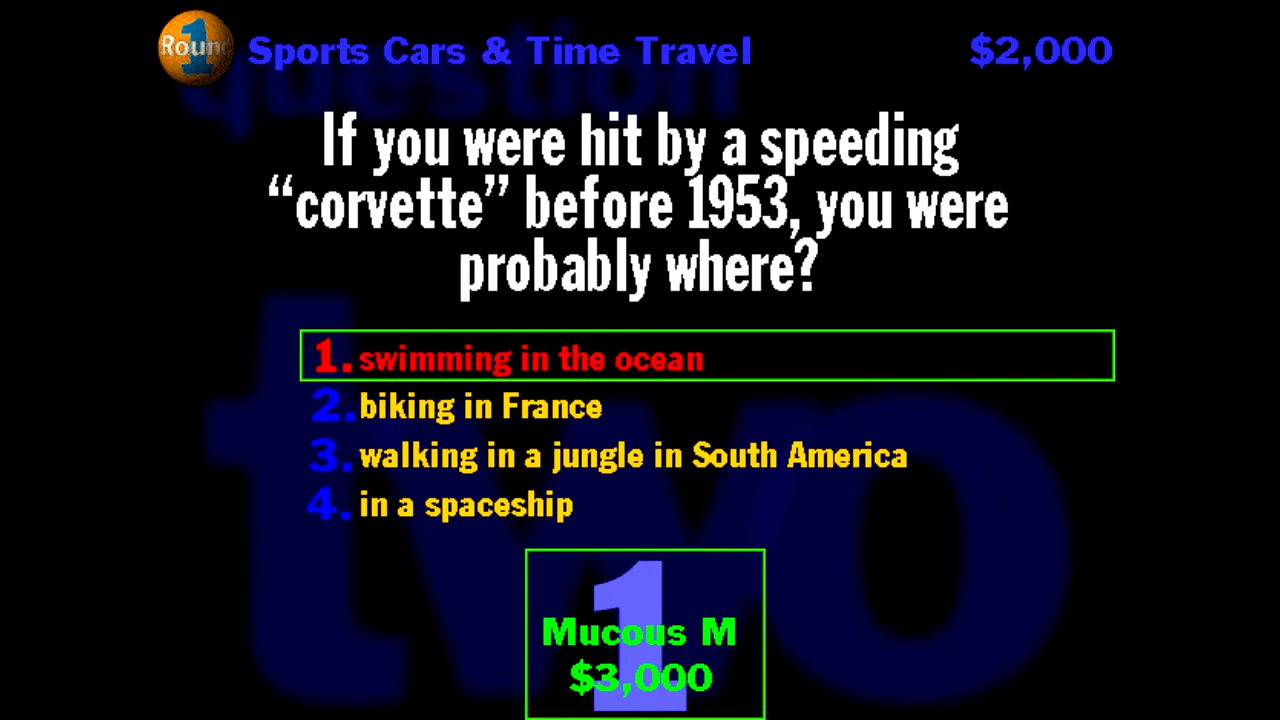 Round 1 Sports Cars & Time Travel $2,000
question
If you were hit by a speeding
“corvette” before 1953, you were
probably where?
1. swimming in the ocean
2. biking in France
3. walking in a jungle in South America
4. in a spaceship
two
1
Mucous M
$3,000